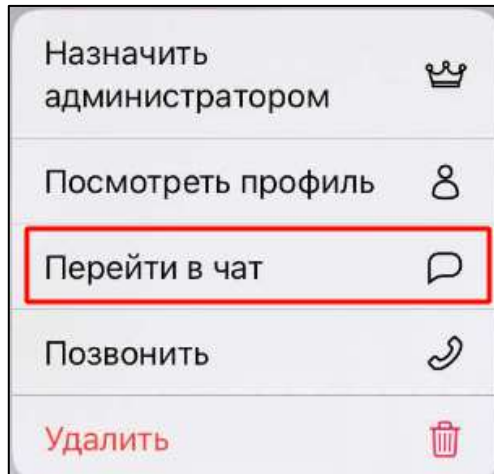 Назначить
администратором
Посмотреть профиль
Перейти в чат
Позвонить
Удалить